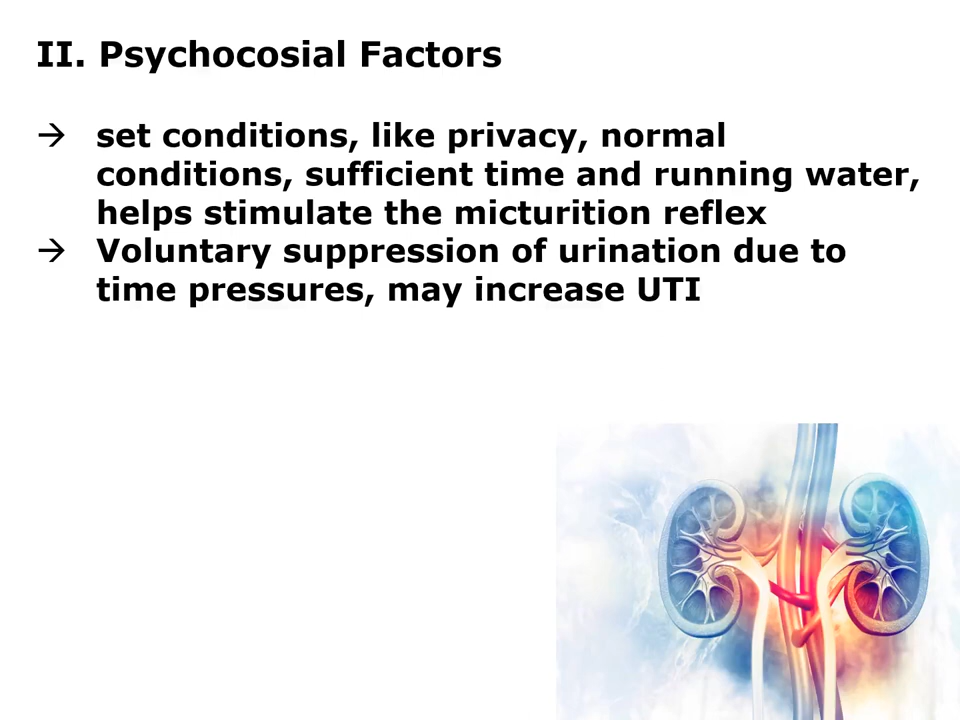 II. Psychocosial Factors
→ set conditions, like privacy, normal
conditions, sufficient time and running water,
helps stimulate the micturition reflex
→ Voluntary suppression of urination due to
time pressures, may increase UTI